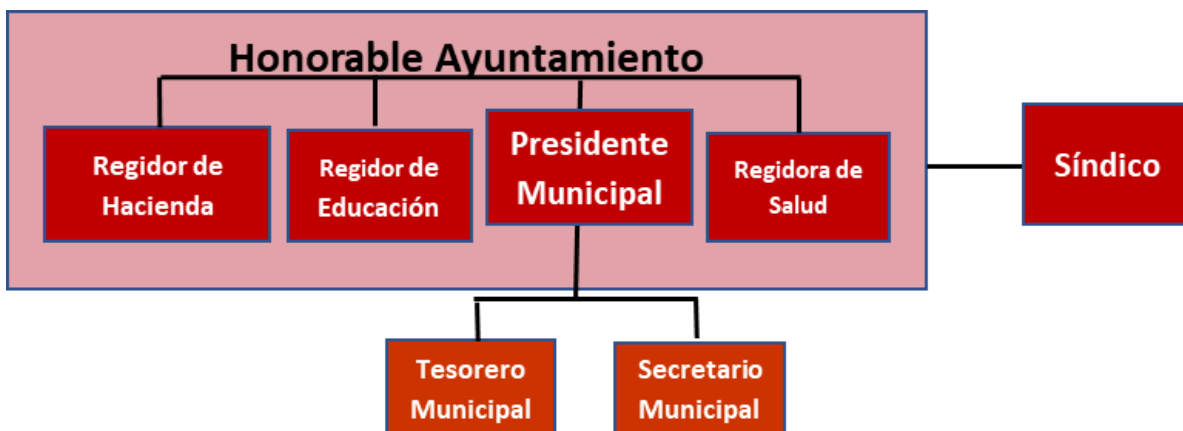 Honorable Ayuntamiento
Regidor de
Hacienda
Regidor de
Educación
Presidente
Municipal
Regidora de
Salud
Síndico
Tesorero
Municipal
Secretario
Municipal